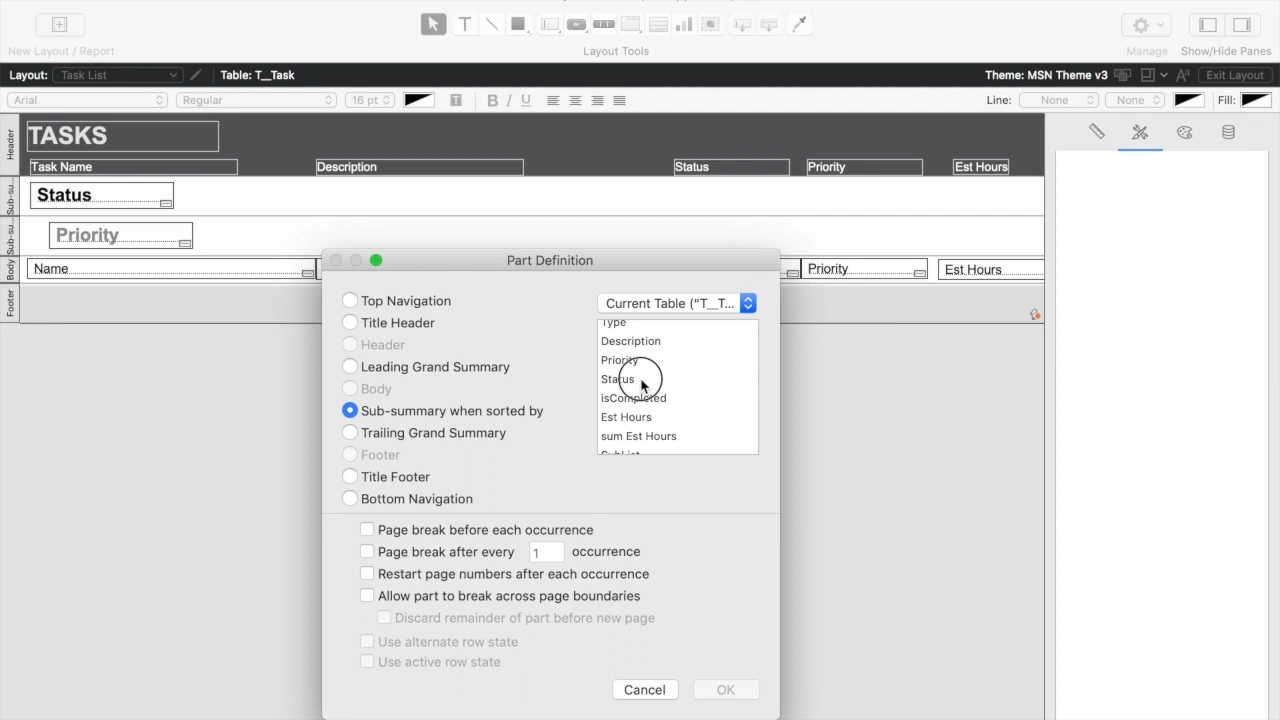 T
New Layout / Report
Layout Tools
Manage
Show/Hide Panes
Layout:
Task List
Table: T__Task
Theme: MSN Theme v3
Exit Layout
Arial
Regular
16 pt
T
B
I
U
Line:
None
None
Fill:
Header
TASKS
Task Name
Description
Status
Priority
Est Hours
Sub-su...
Status
Sub-su...
Priority
Body
Name
Priority
Est Hours
Footer
Part Definition
Top Navigation
Title Header
Header
Leading Grand Summary
Body
Sub-summary when sorted by
Trailing Grand Summary
Footer
Title Footer
Bottom Navigation
Current Table (“T__T...
Type
Description
Priority
Status
isCompleted
Est Hours
sum Est Hours
SubList
Page break before each occurrence
Page break after every 1 occurrence
Restart page numbers after each occurrence
Allow part to break across page boundaries
Discard remainder of part before new page
Use alternate row state
Use active row state
Cancel
OK